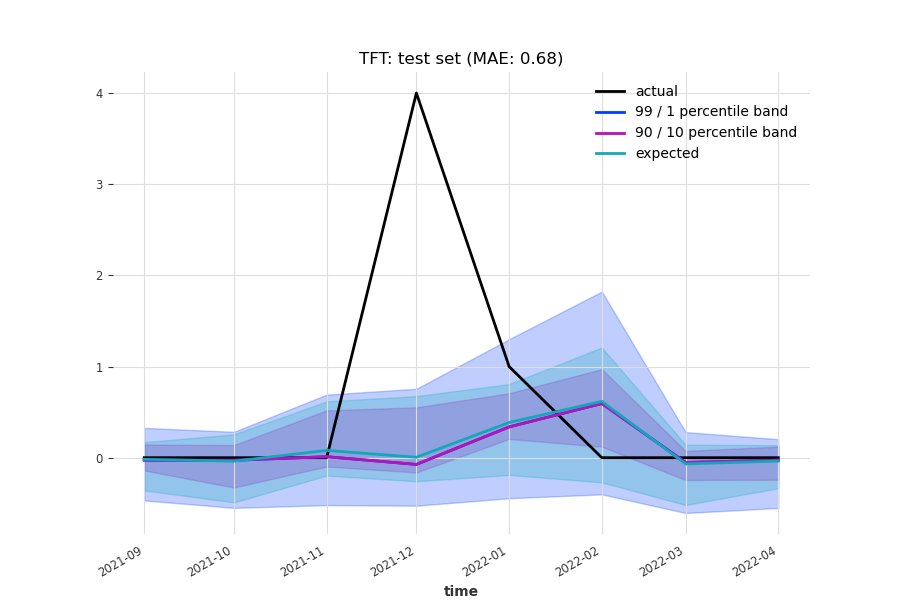 TFT: test set (MAE: 0.68)
actual
99 / 1 percentile band
90 / 10 percentile band
expected
4
3
2
1
0
2021-09
2021-10
2021-11
2021-12
2022-01
2022-02
2022-03
2022-04
time